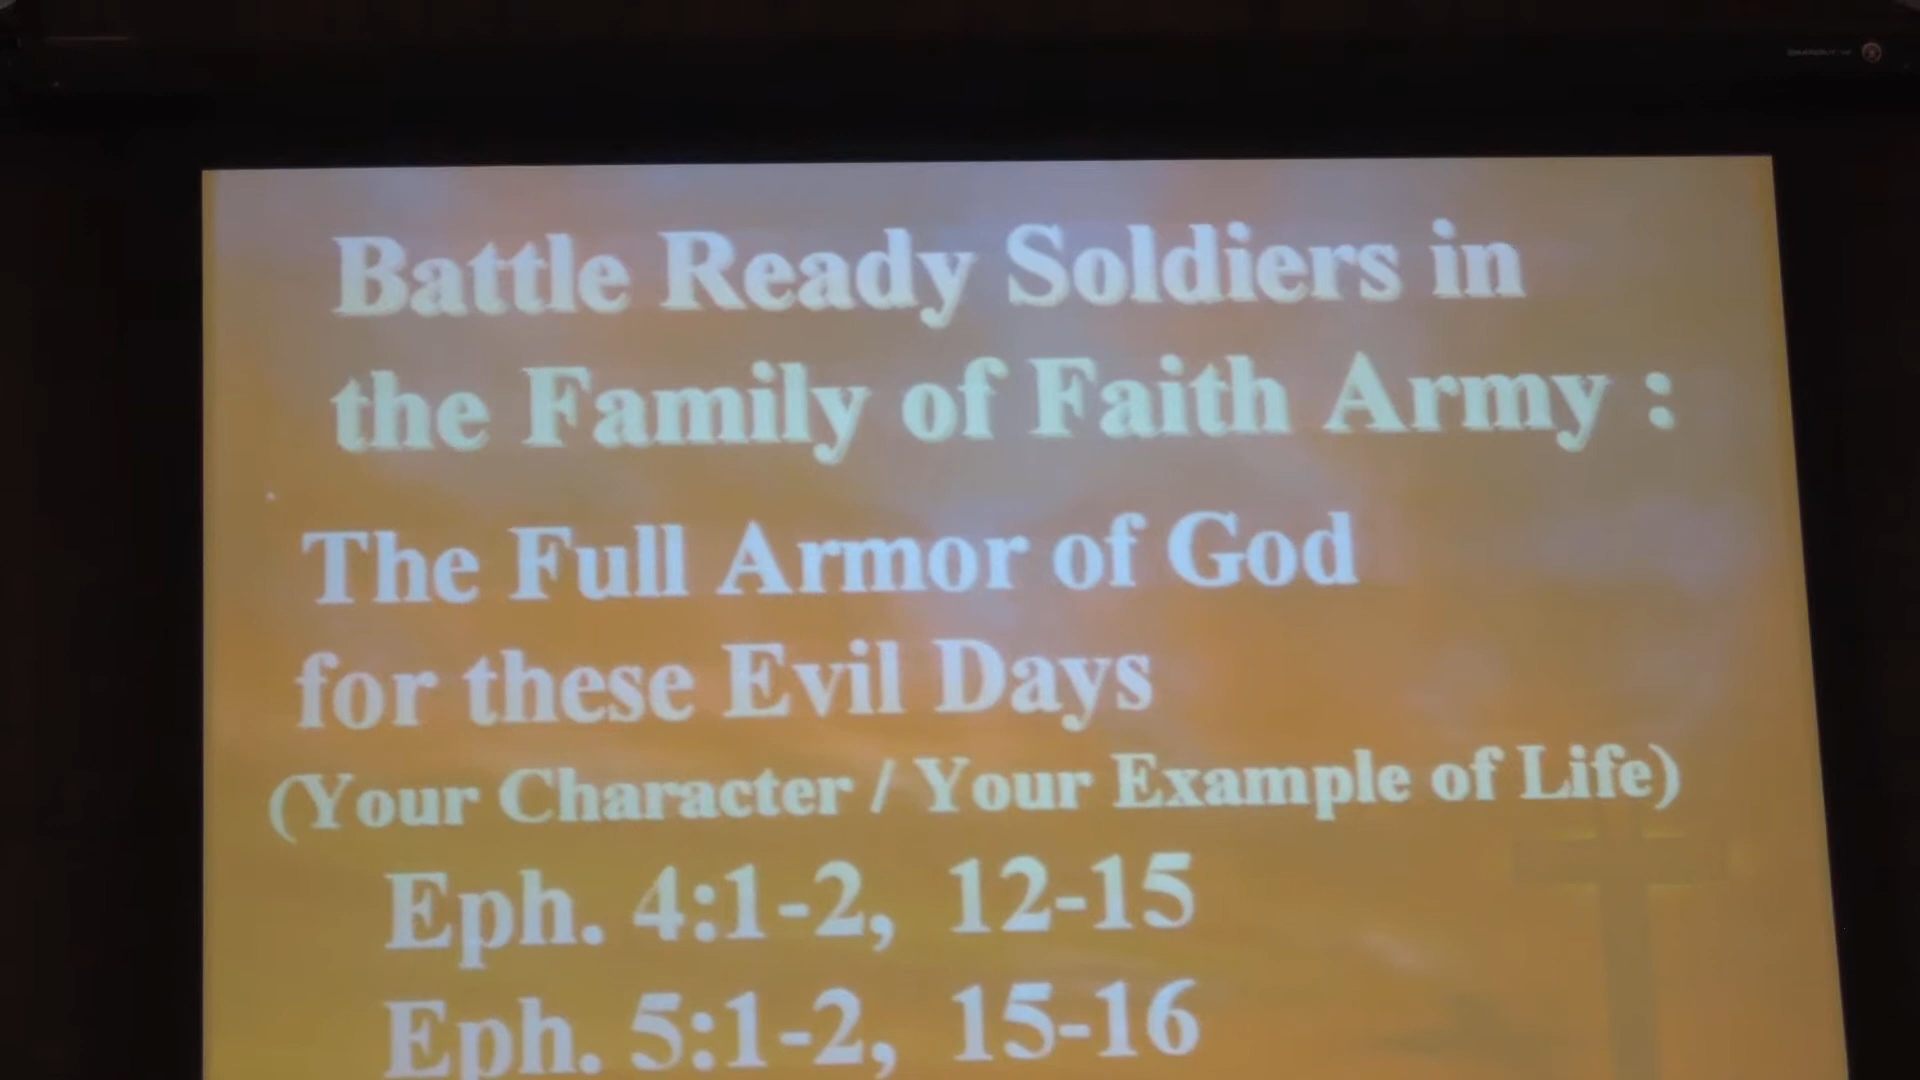 Battle Ready Soldiers in
the Family of Faith Army :
The Full Armor of God
for these Evil Days
(Your Character / Your Example of Life)
Eph. 4:1-2, 12-15
Eph. 5:1-2, 15-16